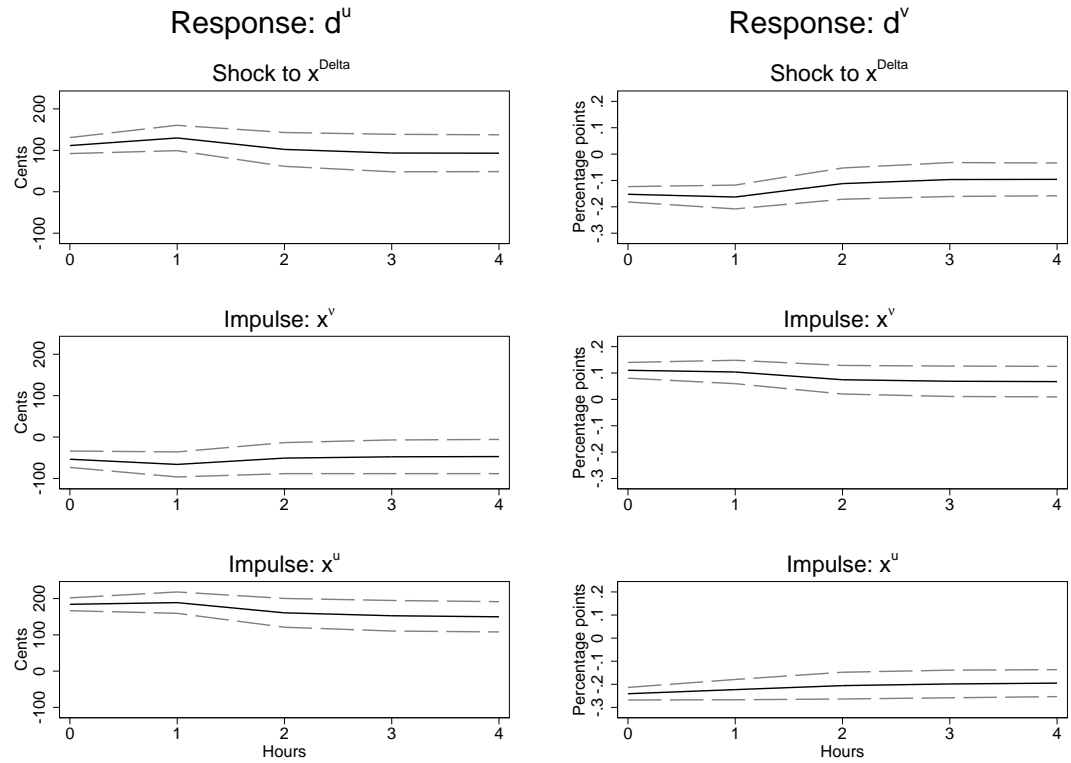 Response: d^u
Response: d^v
Shock to x^Delta
Cents
200
100
0
-100
0 1 2 3 4
Shock to x^Delta
Percentage points
.2
.1
0
-.1
-.2
-.3
0 1 2 3 4
Impulse: x^v
Cents
200
100
0
-100
0 1 2 3 4
Impulse: x^v
Percentage points
.2
.1
0
-.1
-.2
-.3
0 1 2 3 4
Impulse: x^u
Cents
200
100
0
-100
0 1 2 3 4
Hours
Impulse: x^u
Percentage points
.2
.1
0
-.1
-.2
-.3
0 1 2 3 4
Hours